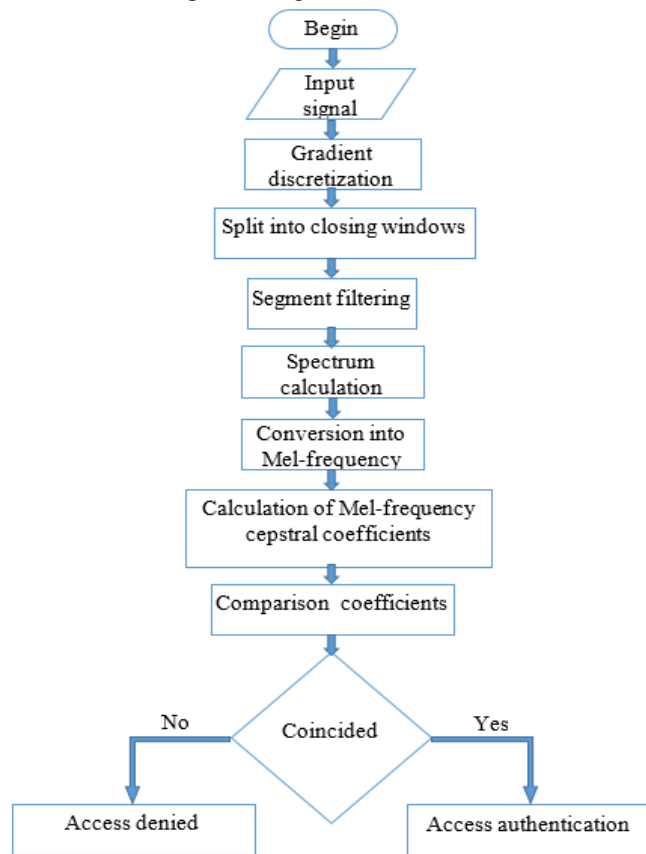 Begin
Input
signal
Gradient
discretization
Split into closing windows
Segment filtering
Spectrum
calculation
Conversion into
Mel-frequency
Calculation of Mel-frequency
cepstral coefficients
Comparison coefficients
Coincided
No
Yes
Access denied
Access authentication